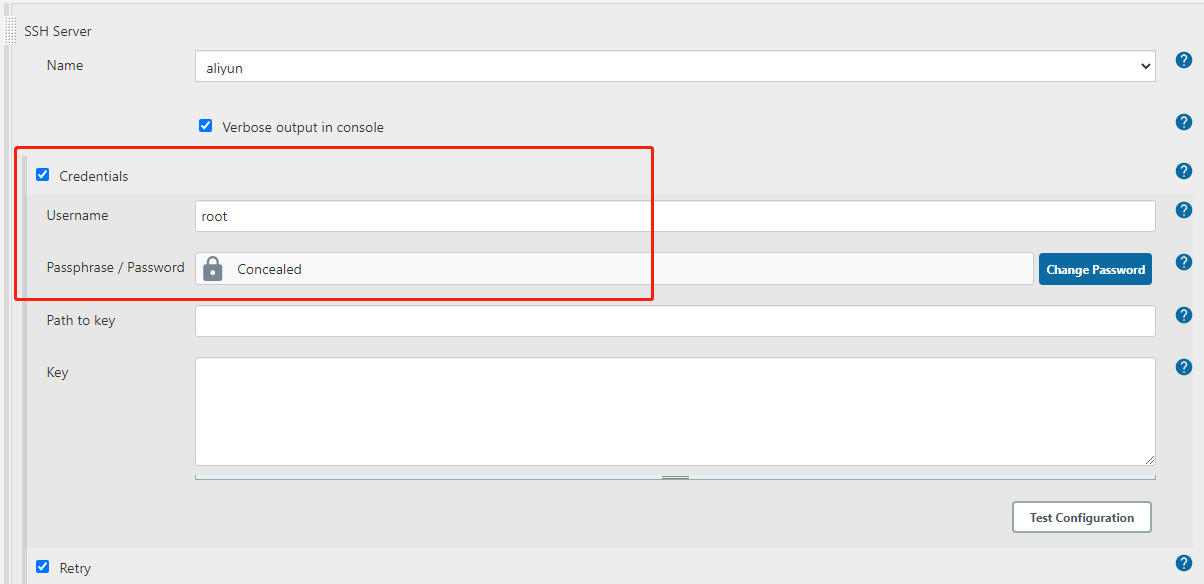 SSH Server
Name
aliyun
?
Verbose output in console
?
Credentials
?
Username
root
?
Passphrase / Password
Concealed
Change Password
?
Path to key
?
Key
?
Test Configuration
Retry
?